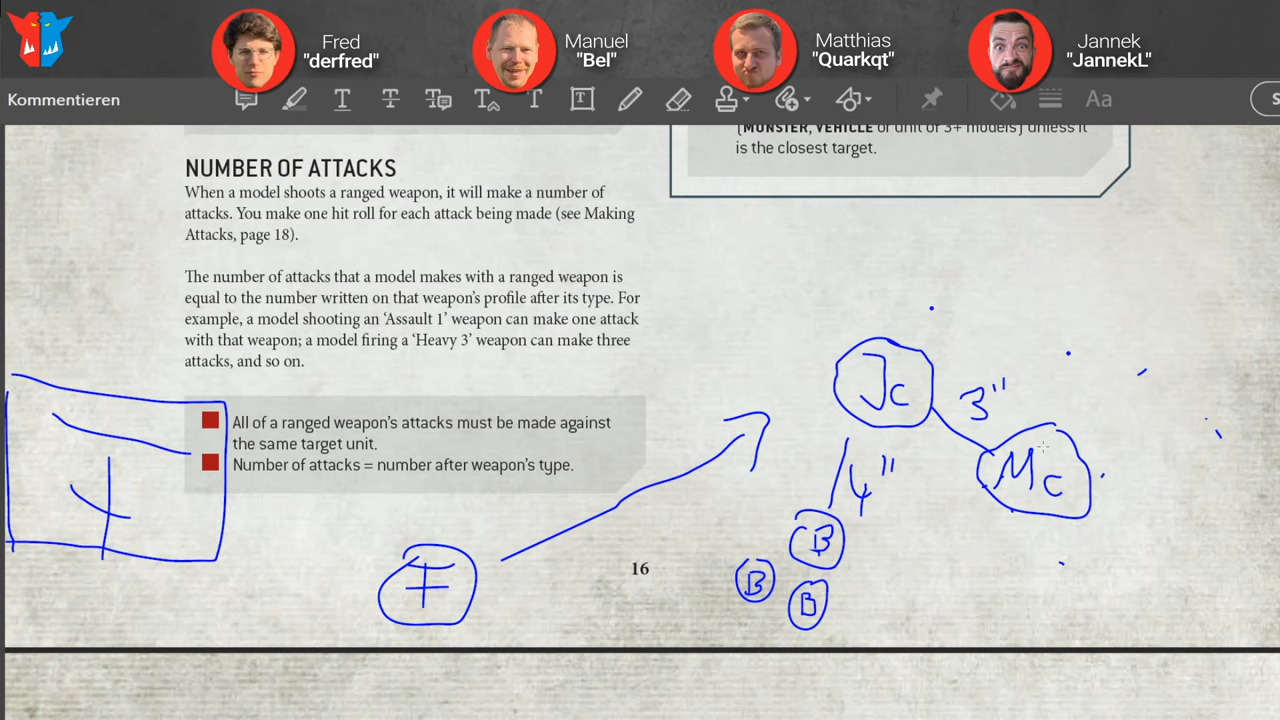 Fred
"derfred"
Manuel
"Bel"
Matthias
"Quarkqt"
Jannek
"JannekL"
Kommentieren
T T T T T T Aa S
(MONSTER, VEHICLE or unit of 3+ models) unless it
is the closest target.
NUMBER OF ATTACKS
When a model shoots a ranged weapon, it will make a number of
attacks. You make one hit roll for each attack being made (see Making
Attacks, page 18).
The number of attacks that a model makes with a ranged weapon is
equal to the number written on that weapon's profile after its type. For
example, a model shooting an ‘Assault 1’ weapon can make one attack
with that weapon; a model firing a ‘Heavy 3’ weapon can make three
attacks, and so on.
All of a ranged weapon's attacks must be made against
the same target unit.
Number of attacks = number after weapon's type.
Jc
3"
Mc
4"
B
B
B
F
16